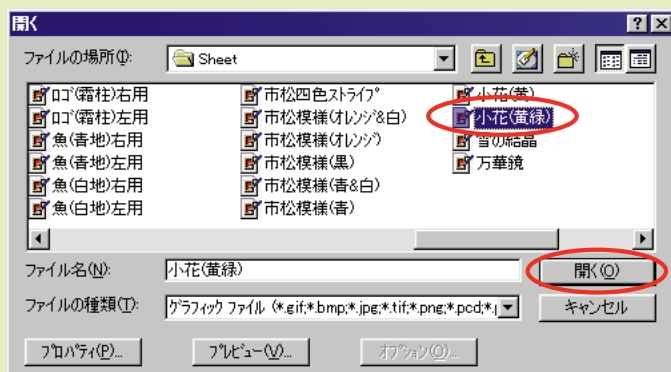 開く
ファイルの場所(I):
Sheet
ﾛｺﾞ(霜柱)右用
ﾛｺﾞ(霜柱)左用
魚(青地)右用
魚(青地)左用
魚(白地)右用
魚(白地)左用
市松四色ｽﾄﾗｲﾌﾟ
市松模様(ｵﾚﾝｼﾞ&白)
市松模様(ｵﾚﾝｼﾞ)
市松模様(黒)
市松模様(青&白)
市松模様(青)
小花(黄)
小花(黄緑)
雪の結晶
万華鏡
ファイル名(N):
小花(黄緑)
開く(O)
ファイルの種類(T):
ｸﾞﾗﾌィｯｸ ﾌｧｲﾙ (*.gif;*.bmp;*.jpg;*.tif;*.png;*.pcd;*.
キャンセル
ﾌﾟﾛﾊﾟﾃｨ(P)...
ﾌﾟﾚﾋﾞｭｰ(V)...
ｵﾌﾟｼｮﾝ(O)...